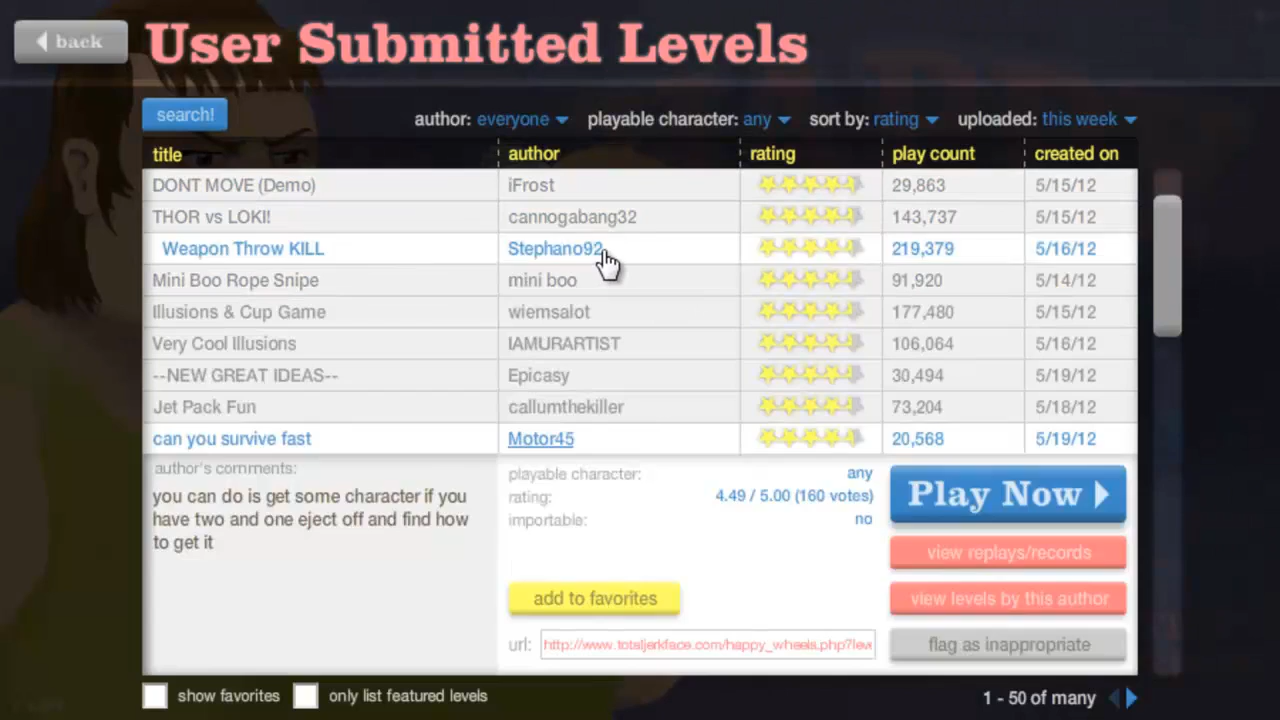 back
User Submitted Levels
search!
author: everyone playable character: any sort by: rating uploaded: this week
title author rating play count created on
DONT MOVE (Demo) iFrost 29,863 5/15/12
THOR vs LOKI! cannogabang32 143,737 5/15/12
Weapon Throw KILL Stephano92 219,379 5/16/12
Mini Boo Rope Snipe mini boo 91,920 5/14/12
Illusions & Cup Game wiemsalot 177,480 5/15/12
Very Cool Illusions IAMURARTIST 106,064 5/16/12
--NEW GREAT IDEAS-- Epicasy 30,494 5/19/12
Jet Pack Fun callumthekiller 73,204 5/18/12
can you survive fast Motor45 20,568 5/19/12
author's comments:
you can do is get some character if you
have two and one eject off and find how
to get it
playable character: any
rating: 4.49 / 5.00 (160 votes)
importable: no
add to favorites
url: http://www.totaljerkface.com/happy_wheels.php?leve
Play Now
view replays/records
view levels by this author
flag as inappropriate
show favorites only list featured levels
1 - 50 of many